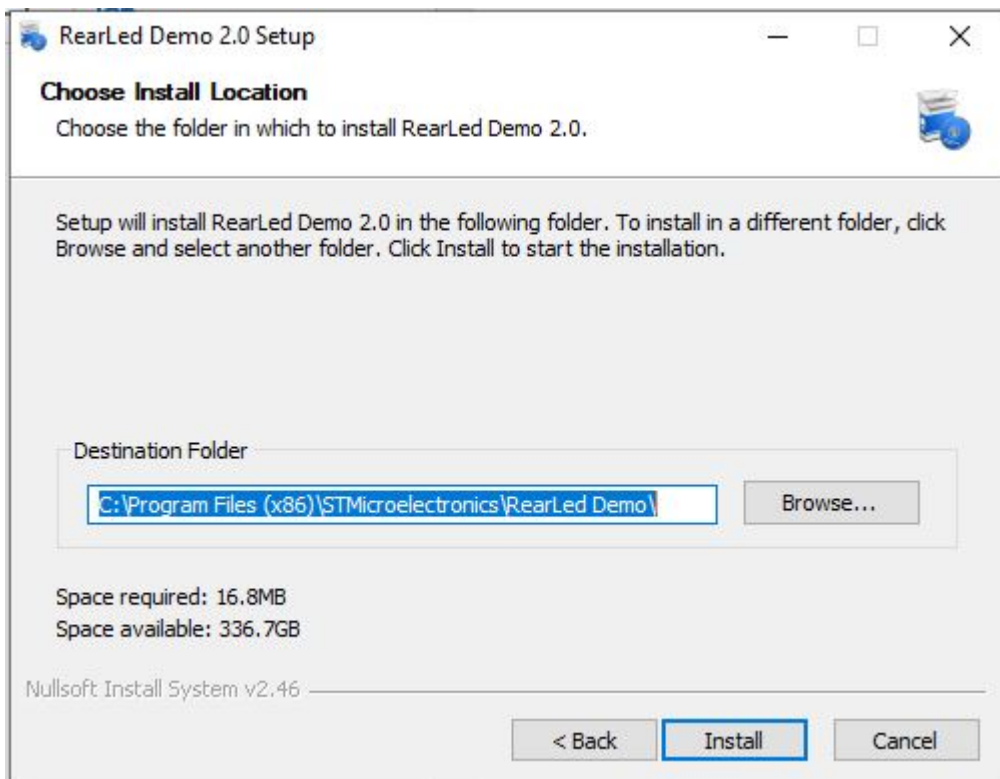 RearLed Demo 2.0 Setup
Choose Install Location
Choose the folder in which to install RearLed Demo 2.0.
Setup will install RearLed Demo 2.0 in the following folder. To install in a different folder, click
Browse and select another folder. Click Install to start the installation.
Destination Folder
C:\Program Files (x86)\STMicroelectronics\RearLed Demo\
Browse...
Space required: 16.8MB
Space available: 336.7GB
Nullsoft Install System v2.46
< Back
Install
Cancel